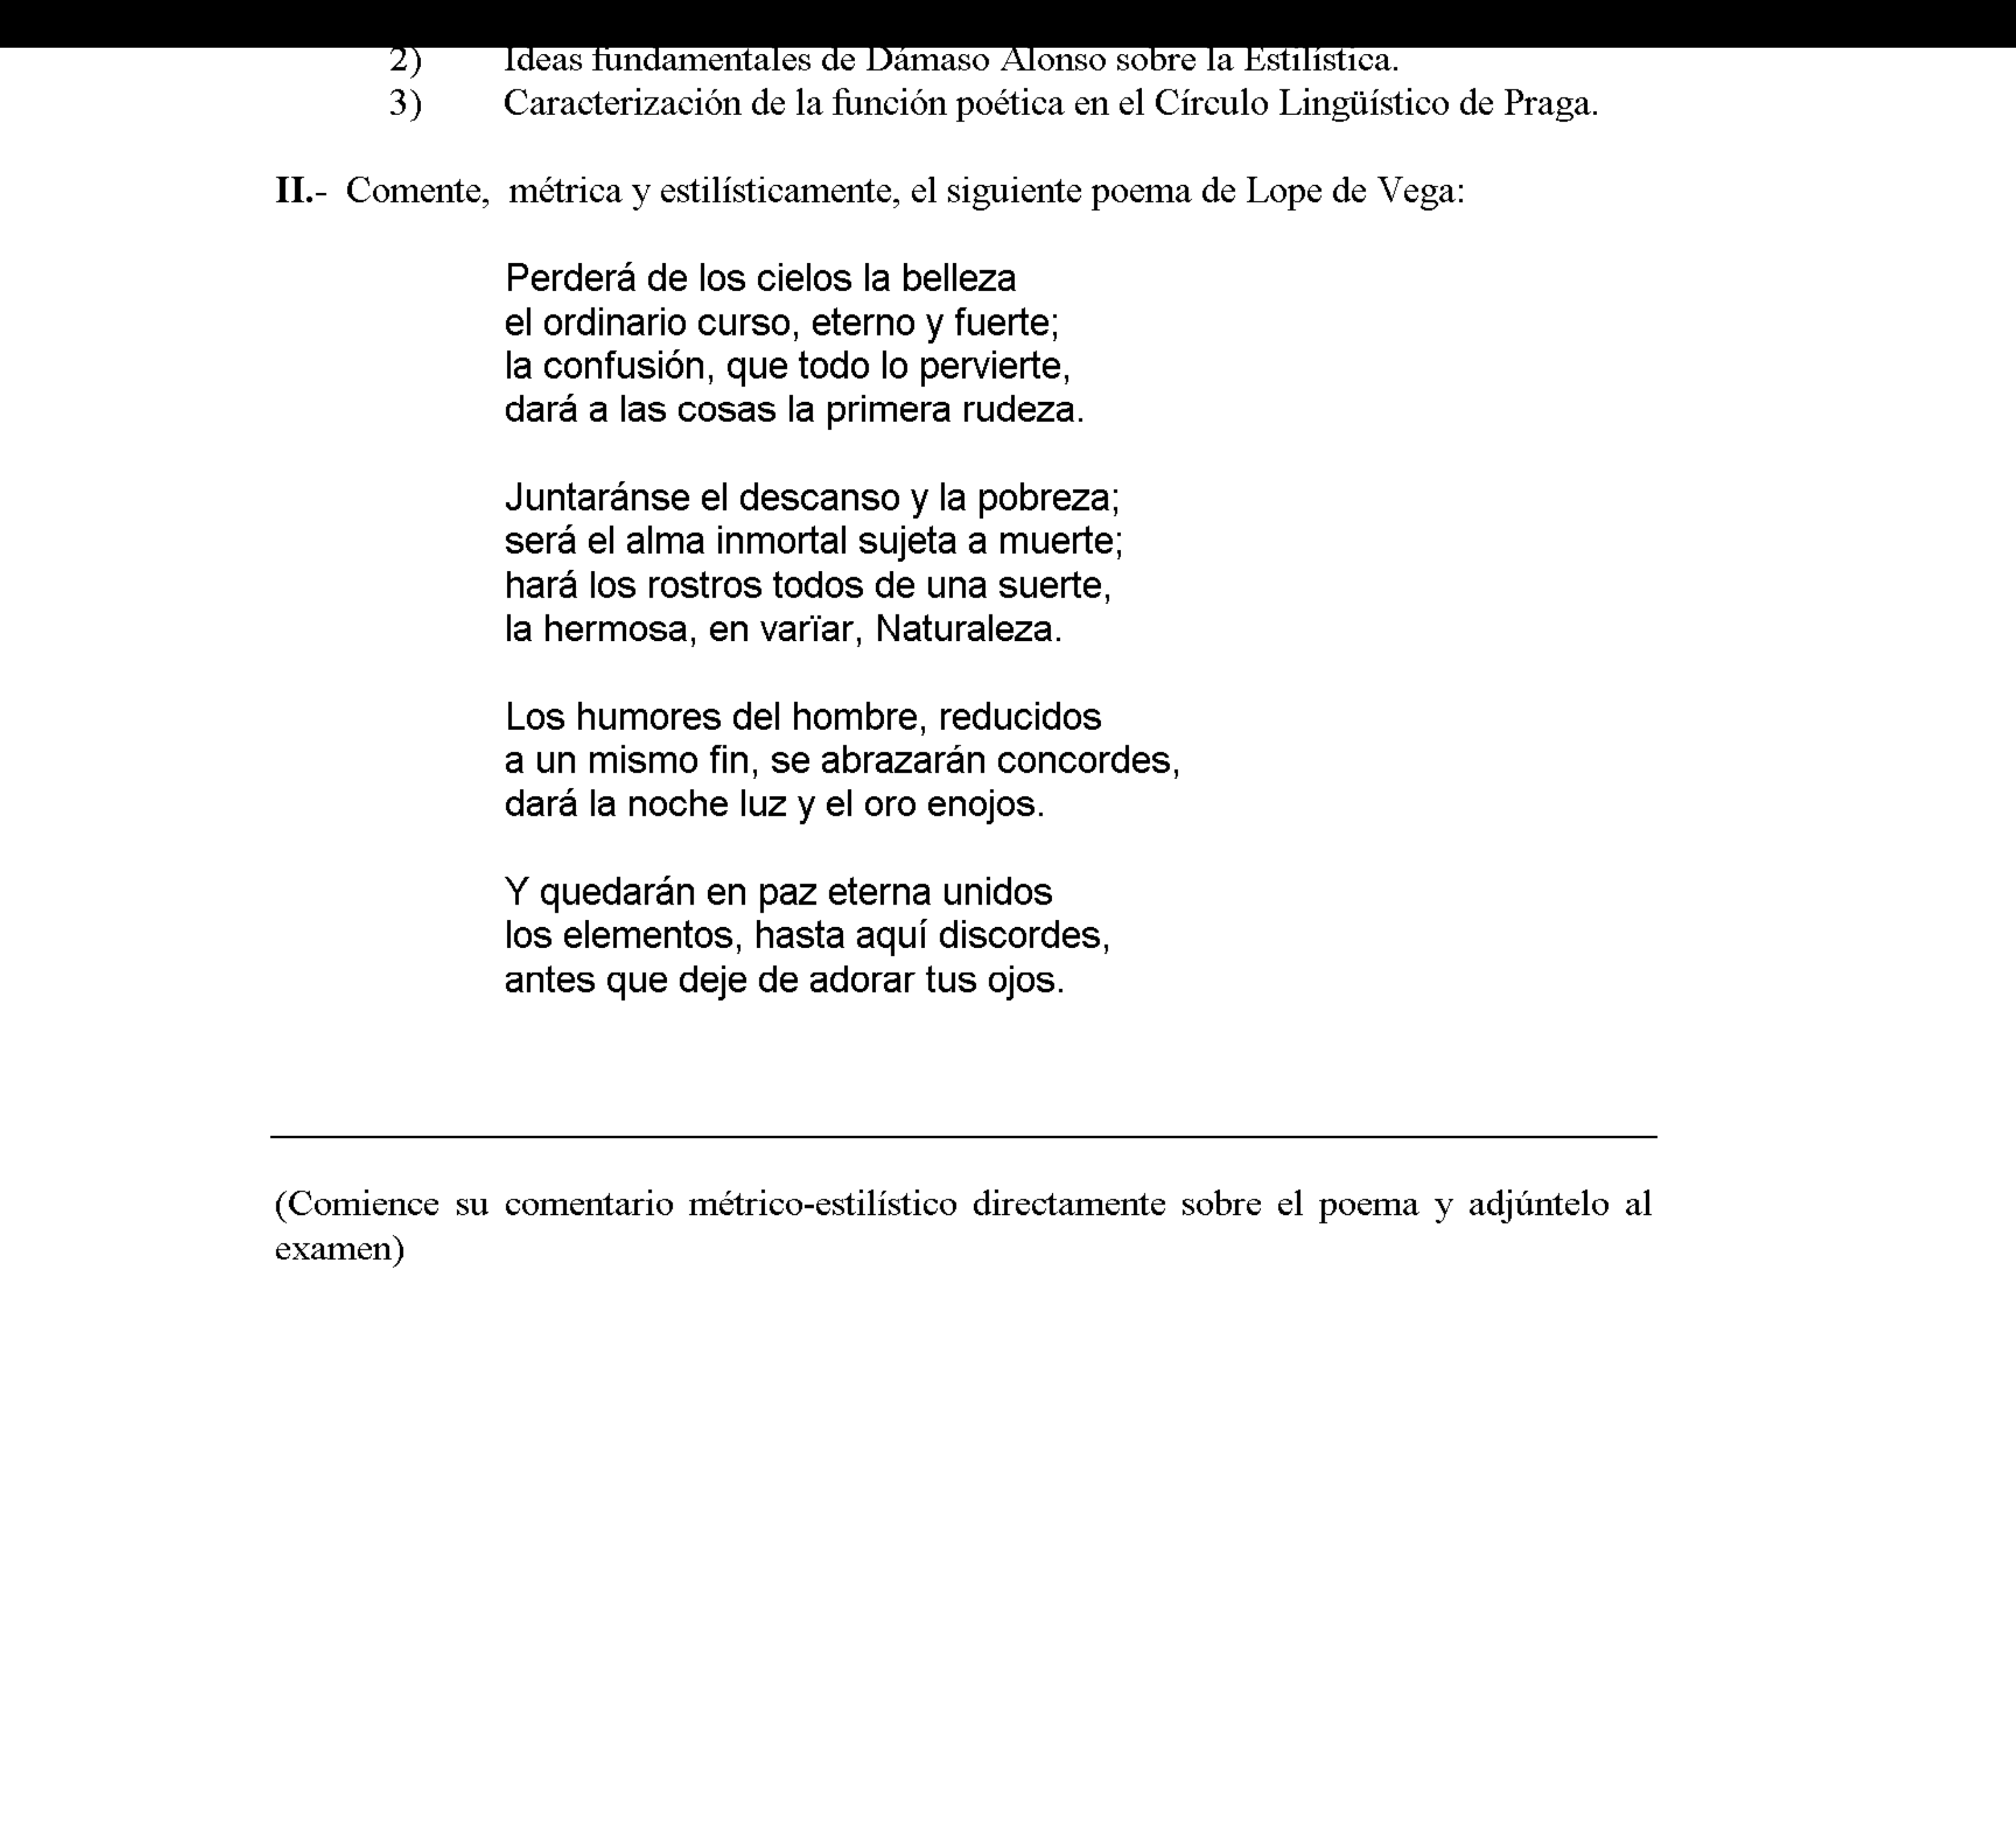 2) Ideas fundamentales de Dámaso Alonso sobre la Estilística.
3) Caracterización de la función poética en el Círculo Lingüístico de Praga.
II.- Comente, métrica y estilísticamente, el siguiente poema de Lope de Vega:
Perderá de los cielos la belleza
el ordinario curso, eterno y fuerte;
la confusión, que todo lo pervierte,
dará a las cosas la primera rudeza.
Juntaránse el descanso y la pobreza;
será el alma inmortal sujeta a muerte;
hará los rostros todos de una suerte,
la hermosa, en varïar, Naturaleza.
Los humores del hombre, reducidos
a un mismo fin, se abrazarán concordes,
dará la noche luz y el oro enojos.
Y quedarán en paz eterna unidos
los elementos, hasta aquí discordes,
antes que deje de adorar tus ojos.
(Comience su comentario métrico-estilístico directamente sobre el poema y adjúntelo al
examen)